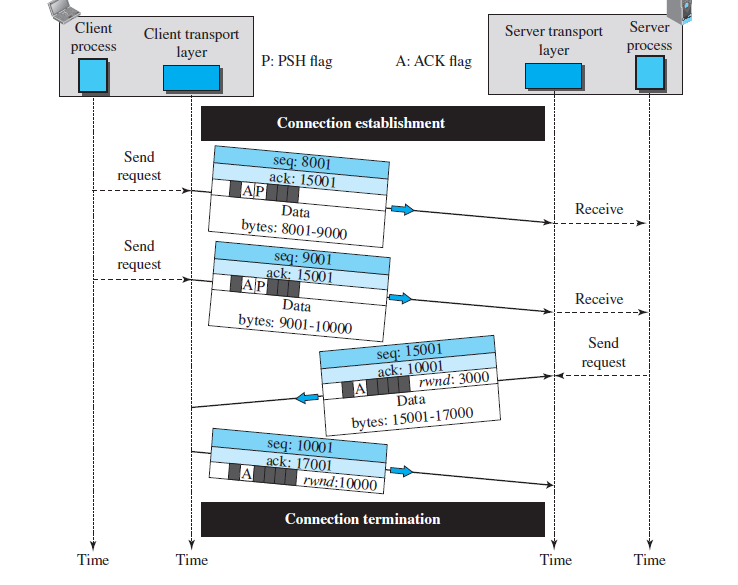 Client
process
Client transport
layer
P: PSH flag
A: ACK flag
Server transport
layer
Server
process
Connection establishment
Send
request
seq: 8001
ack: 15001
A P
Data
bytes: 8001-9000
Receive
Send
request
seq: 9001
ack: 15001
A P
Data
bytes: 9001-10000
Receive
Send
request
seq: 15001
ack: 10001
A
rwnd: 3000
Data
bytes: 15001-17000
seq: 10001
ack: 17001
A
rwnd:10000
Connection termination
Time
Time
Time
Time